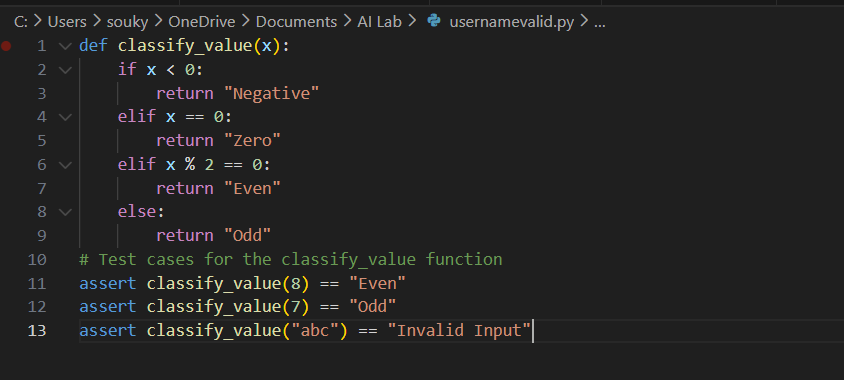 C: > Users > souky > OneDrive > Documents > AI Lab > usernamevalid.py > ...
1 def classify_value(x):
2     if x < 0:
3         return "Negative"
4     elif x == 0:
5         return "Zero"
6     elif x % 2 == 0:
7         return "Even"
8     else:
9         return "Odd"
10 # Test cases for the classify_value function
11 assert classify_value(8) == "Even"
12 assert classify_value(7) == "Odd"
13 assert classify_value("abc") == "Invalid Input"